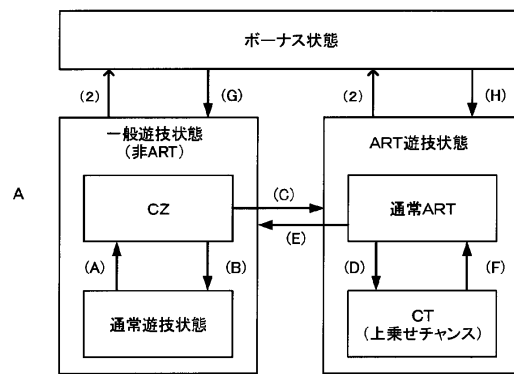 ボーナス状態
(2)
(G)
(2)
(H)
一般遊技状態
(非ART)
ART遊技状態
A
CZ
(C)
通常ART
(E)
(A)
(B)
(D)
(F)
通常遊技状態
CT
(上乗せチャンス)